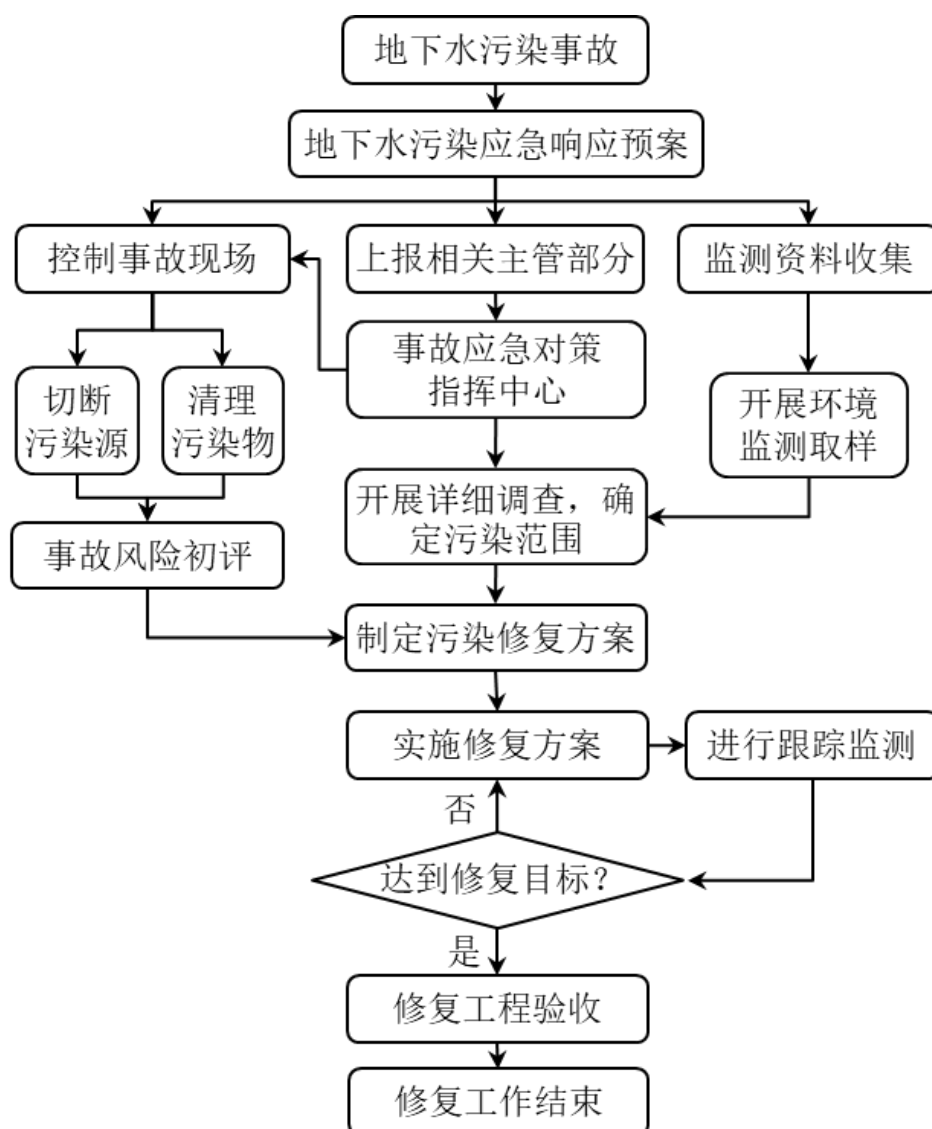 地下水污染事故
地下水污染应急响应预案
控制事故现场
上报相关主管部分
监测资料收集
事故应急对策
指挥中心
切断
污染源
清理
污染物
开展环境
监测取样
开展详细调查，确
定污染范围
事故风险初评
制定污染修复方案
实施修复方案
进行跟踪监测
否
达到修复目标？
是
修复工程验收
修复工作结束